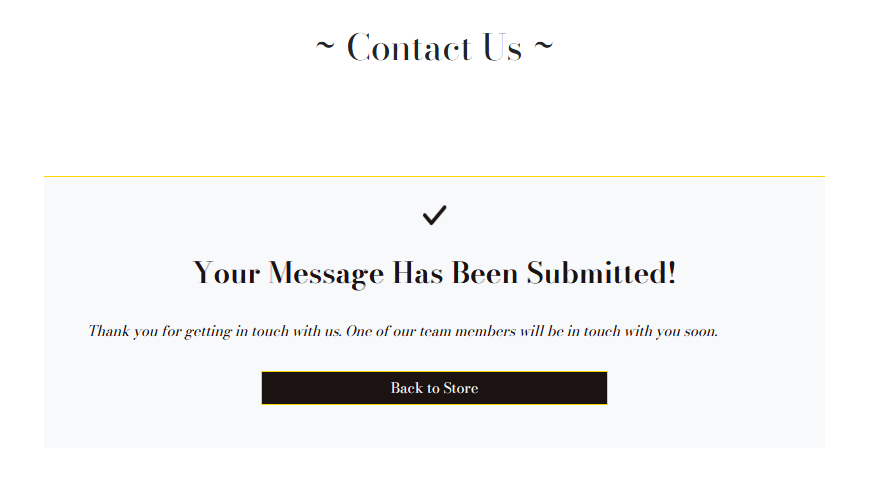 ~ Contact Us ~
Your Message Has Been Submitted!
Thank you for getting in touch with us. One of our team members will be in touch with you soon.
Back to Store